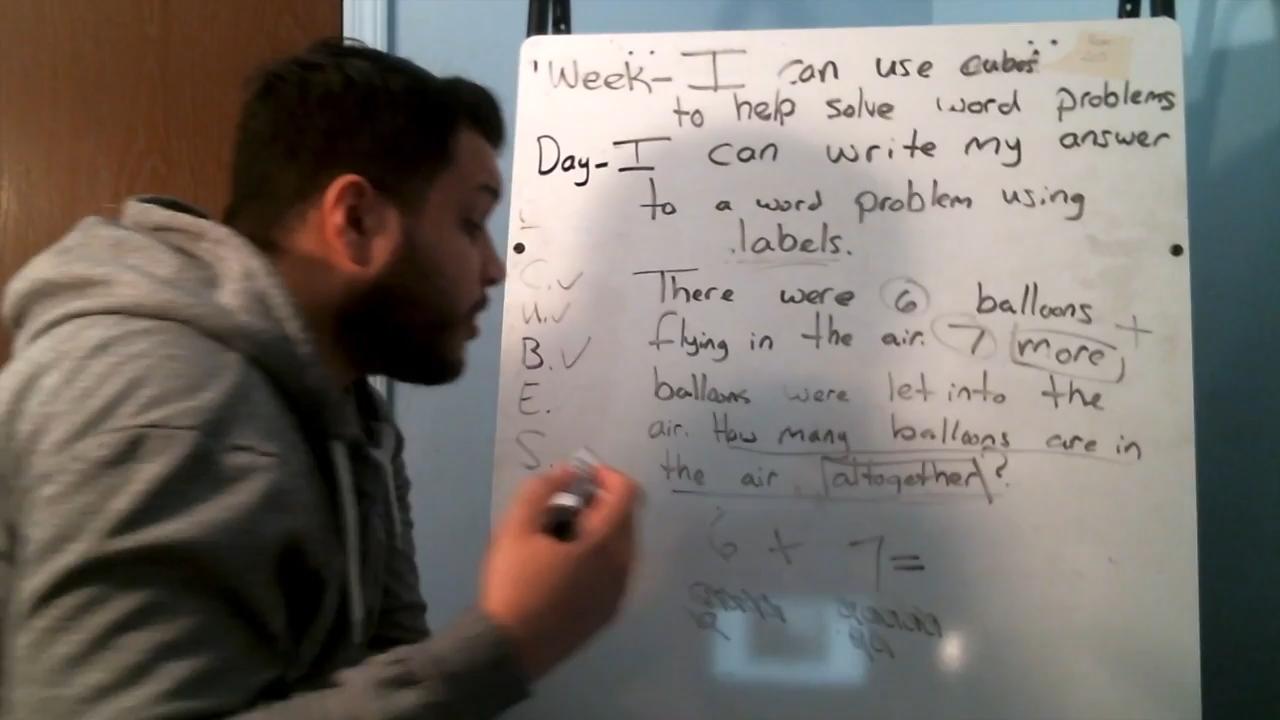 Week- I can use cubes
to help solve word problems
Day- I can write my answer
to a word problem using
labels.
C. ✓
U. ✓
B. ✓
E.
S.
There were 6 balloons
flying in the air. 7 more +
balloons were let into the
air. How many balloons are in
the air altogether?
6 + 7 =